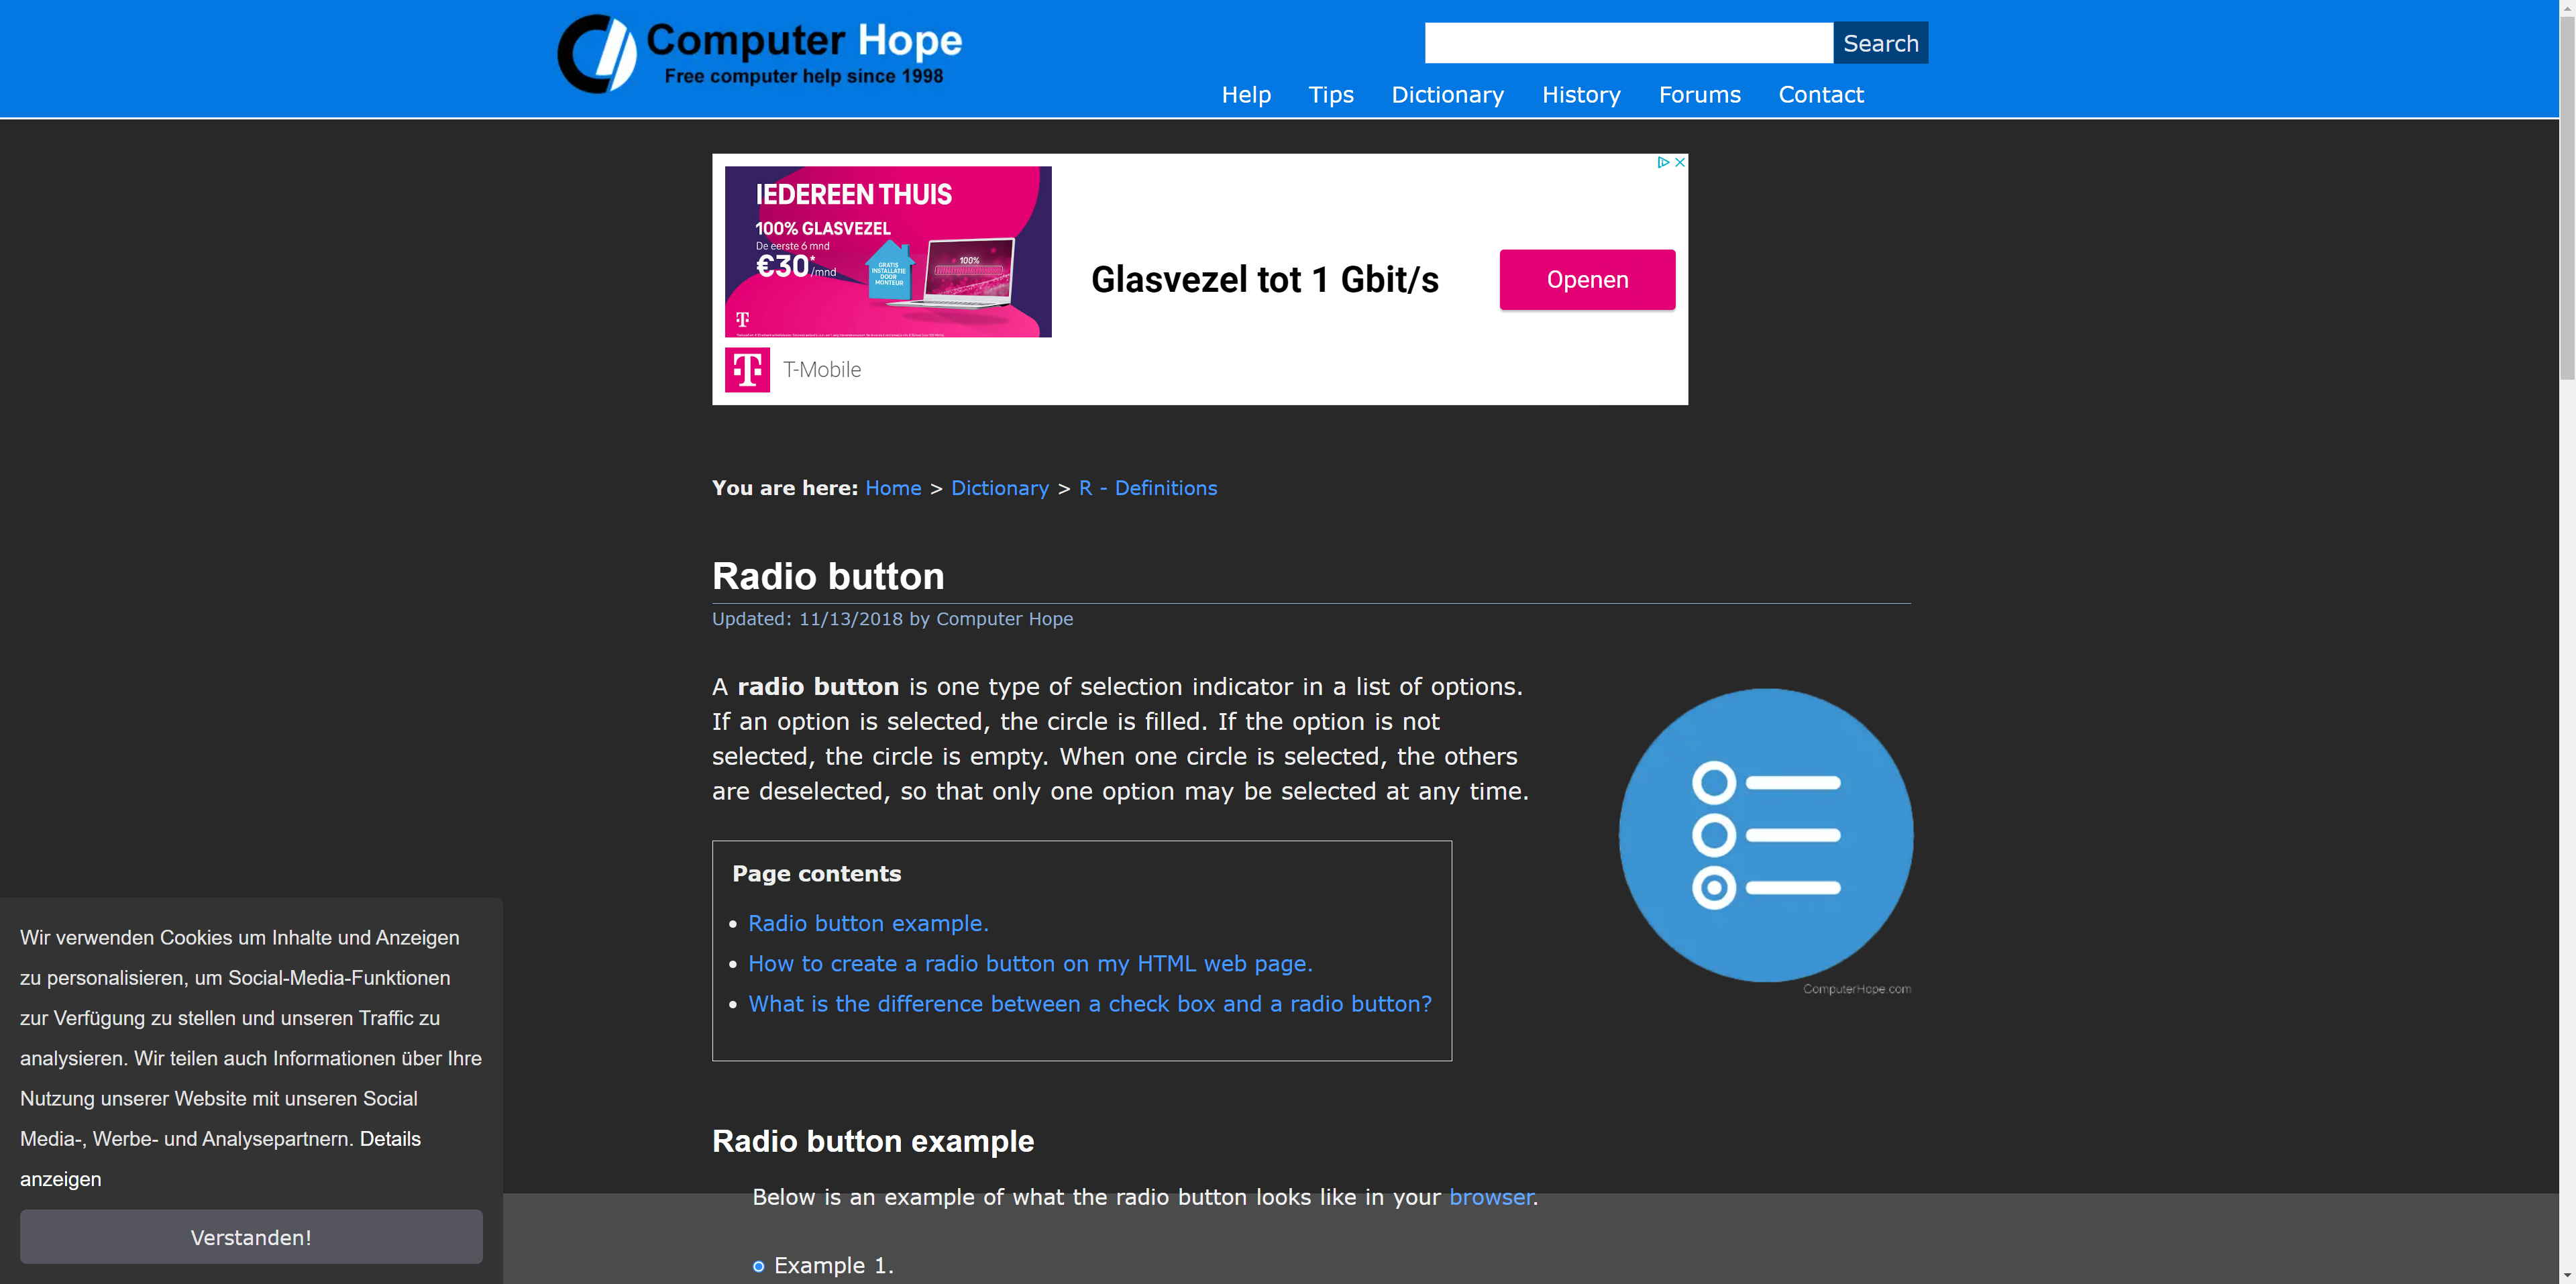 Computer Hope
Free computer help since 1998
Search
Help Tips Dictionary History Forums Contact
IEDEREEN THUIS
100% GLASVEZEL
De eerste 6 mnd
€30*/mnd
GRATIS
INSTALLATIE
DOOR
MONTEUR
100%
Glasvezel tot 1 Gbit/s
Openen
T
T-Mobile
You are here: Home > Dictionary > R - Definitions
Radio button
Updated: 11/13/2018 by Computer Hope
A radio button is one type of selection indicator in a list of options.
If an option is selected, the circle is filled. If the option is not
selected, the circle is empty. When one circle is selected, the others
are deselected, so that only one option may be selected at any time.
ComputerHope.com
Page contents
• Radio button example.
• How to create a radio button on my HTML web page.
• What is the difference between a check box and a radio button?
Radio button example
Below is an example of what the radio button looks like in your browser.
Example 1.
Wir verwenden Cookies um Inhalte und Anzeigen
zu personalisieren, um Social-Media-Funktionen
zur Verfügung zu stellen und unseren Traffic zu
analysieren. Wir teilen auch Informationen über Ihre
Nutzung unserer Website mit unseren Social
Media-, Werbe- und Analysepartnern. Details
anzeigen
Verstanden!